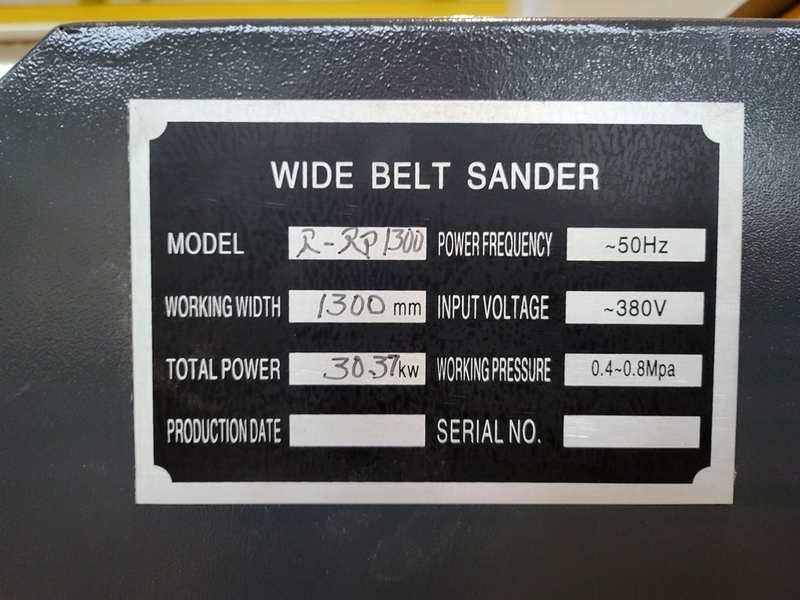 WIDE BELT SANDER
MODEL R-RP1300 POWER FREQUENCY ~50Hz
WORKING WIDTH 1300 mm INPUT VOLTAGE ~380V
TOTAL POWER 30.37kw WORKING PRESSURE 0.4~0.8Mpa
PRODUCTION DATE SERIAL NO.